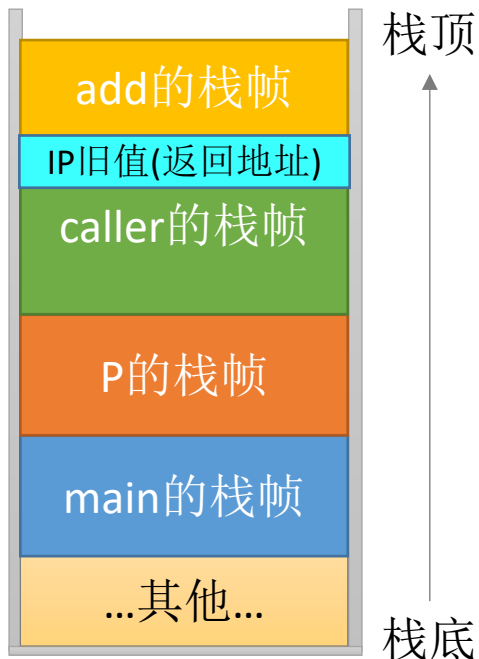 栈顶
add的栈帧
IP旧值(返回地址)
caller的栈帧
P的栈帧
main的栈帧
...其他...
栈底